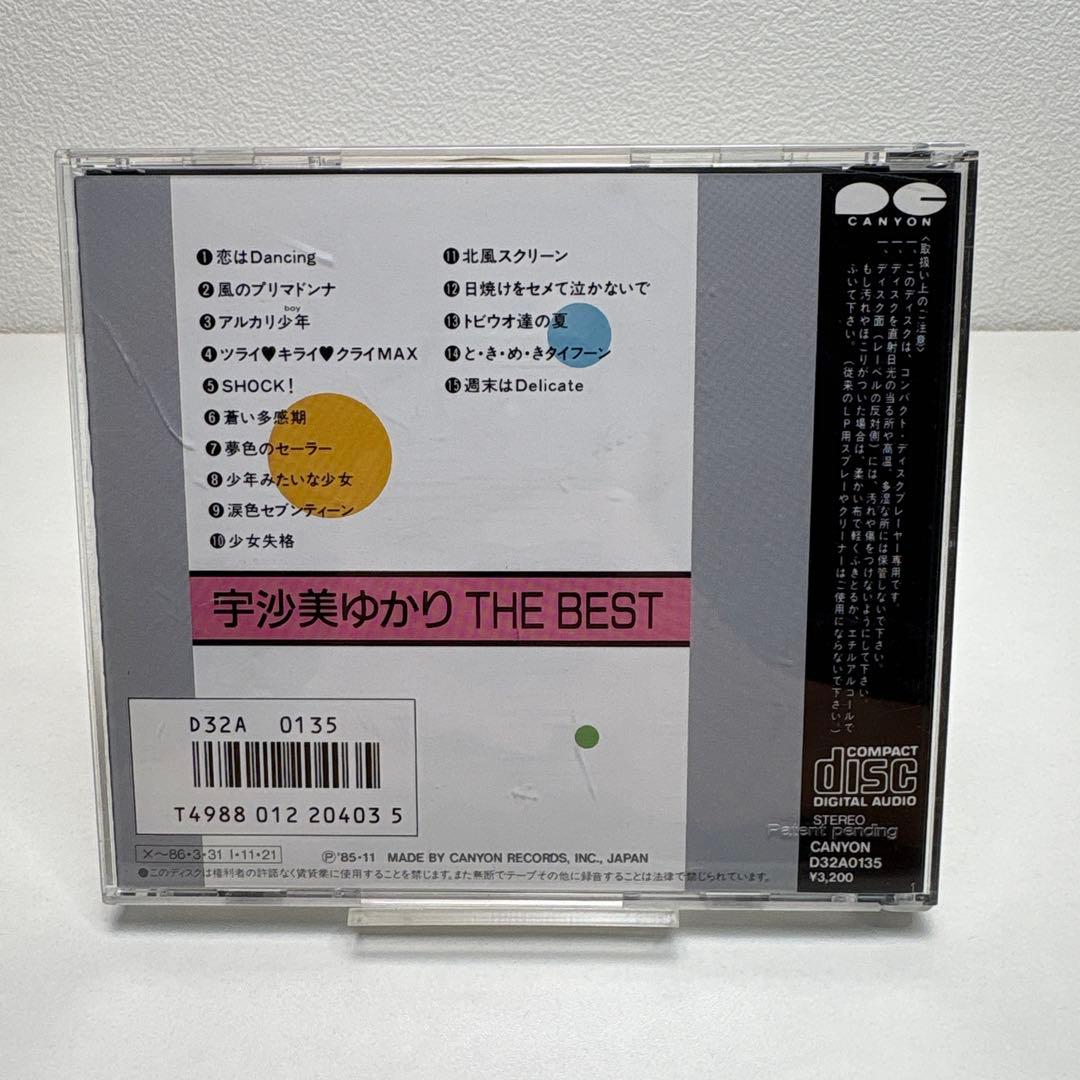 ❶恋はDancing
❷風のプリマドンナ
boy
❸アルカリ少年
❹ツライ♥キライ♥クライMAX
❺SHOCK!
❻蒼い多感期
❼夢色のセーラー
❽少年みたいな少女
❾涙色セブンティーン
❿少女失格
⓫北風スクリーン
⓬日焼けをセメて泣かないで
⓭トビウオ達の夏
⓮と・き・め・きタイフーン
⓯週末はDelicate
宇沙美ゆかり THE BEST
D32A 0135
T4988 012 20403 5
X〜86・3・31 I・11・21
Ⓟ'85・11 MADE BY CANYON RECORDS, INC., JAPAN
●このディスクは権利者の許諾なく賃貸業に使用することを禁じます。また無断でテープその他に録音することは法律で禁じられています。
CANYON
〈取扱い上のご注意〉
一、このディスクは、コンパクト・ディスクプレーヤー専用です。
一、ディスクを直射日光の当る所や高温、多湿な所には保管しないで下さい。
一、ディスク面(レーベルの反対側)には、汚れや傷をつけないようにして下さい。
もし汚れやほこりがついた場合は、柔かい布で軽くふきとるか、エチルアルコールで
ふいて下さい。(従来のLP用スプレーやクリーナーはご使用にならないで下さい。)
COMPACT
disc
DIGITAL AUDIO
STEREO
Patent pending
CANYON
D32A0135
¥3,200
1